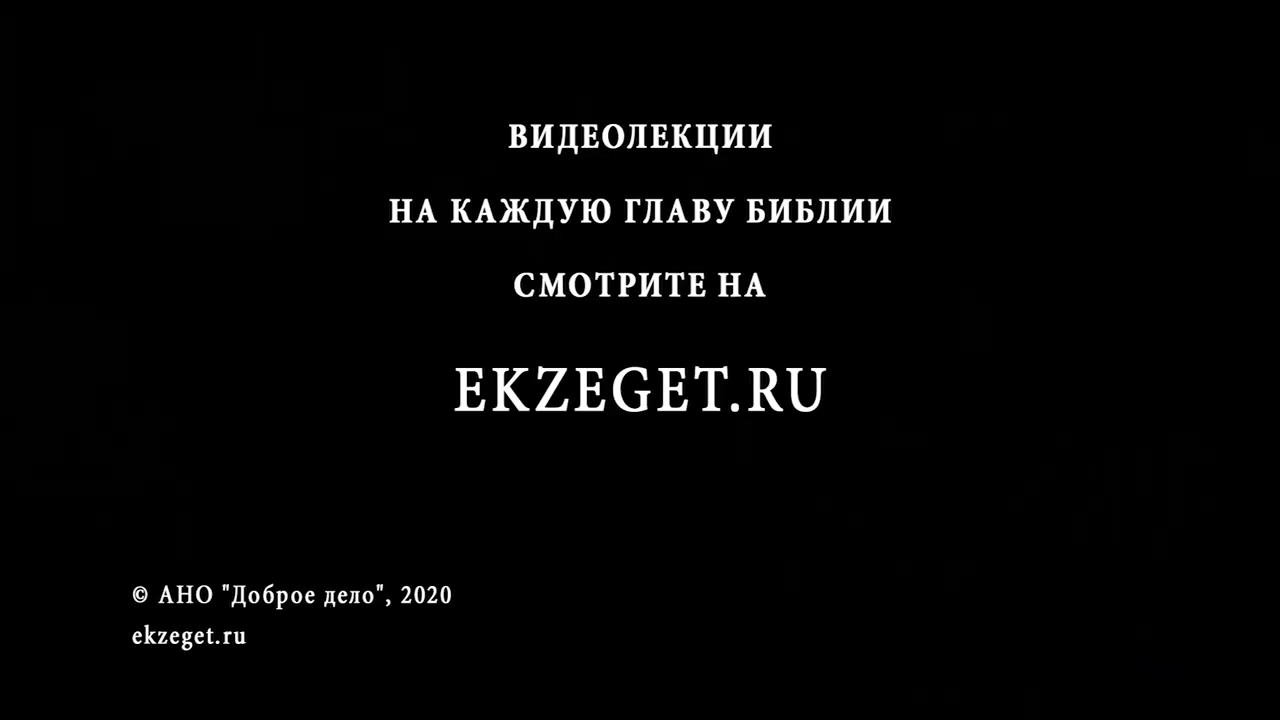 ВИДЕОЛЕКЦИИ
НА КАЖДУЮ ГЛАВУ БИБЛИИ
СМОТРИТЕ НА
EKZEGET.RU
© АНО "Доброе дело", 2020
ekzeget.ru